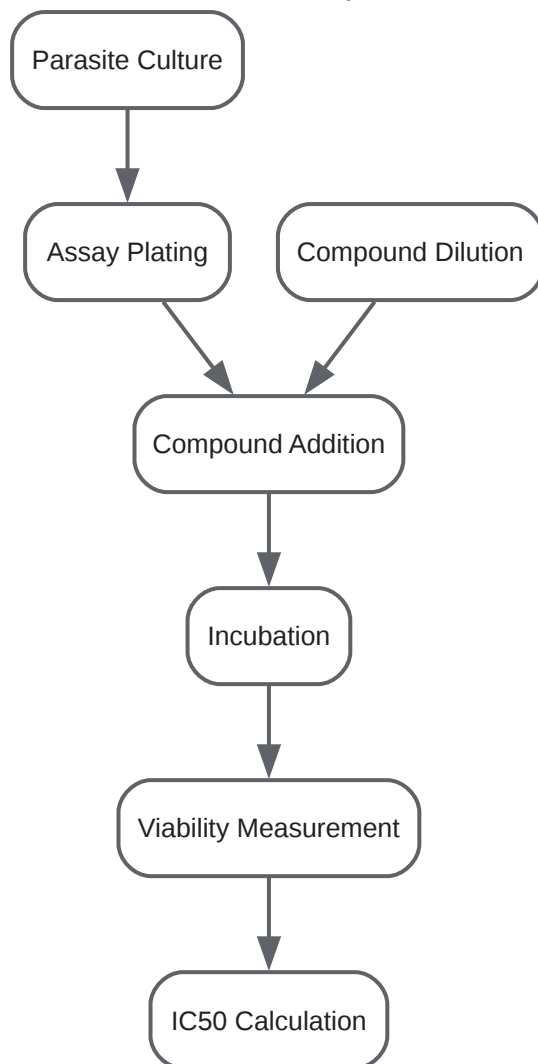 Parasite Culture
Assay Plating
Compound Dilution
Compound Addition
Incubation
Viability Measurement
IC50 Calculation